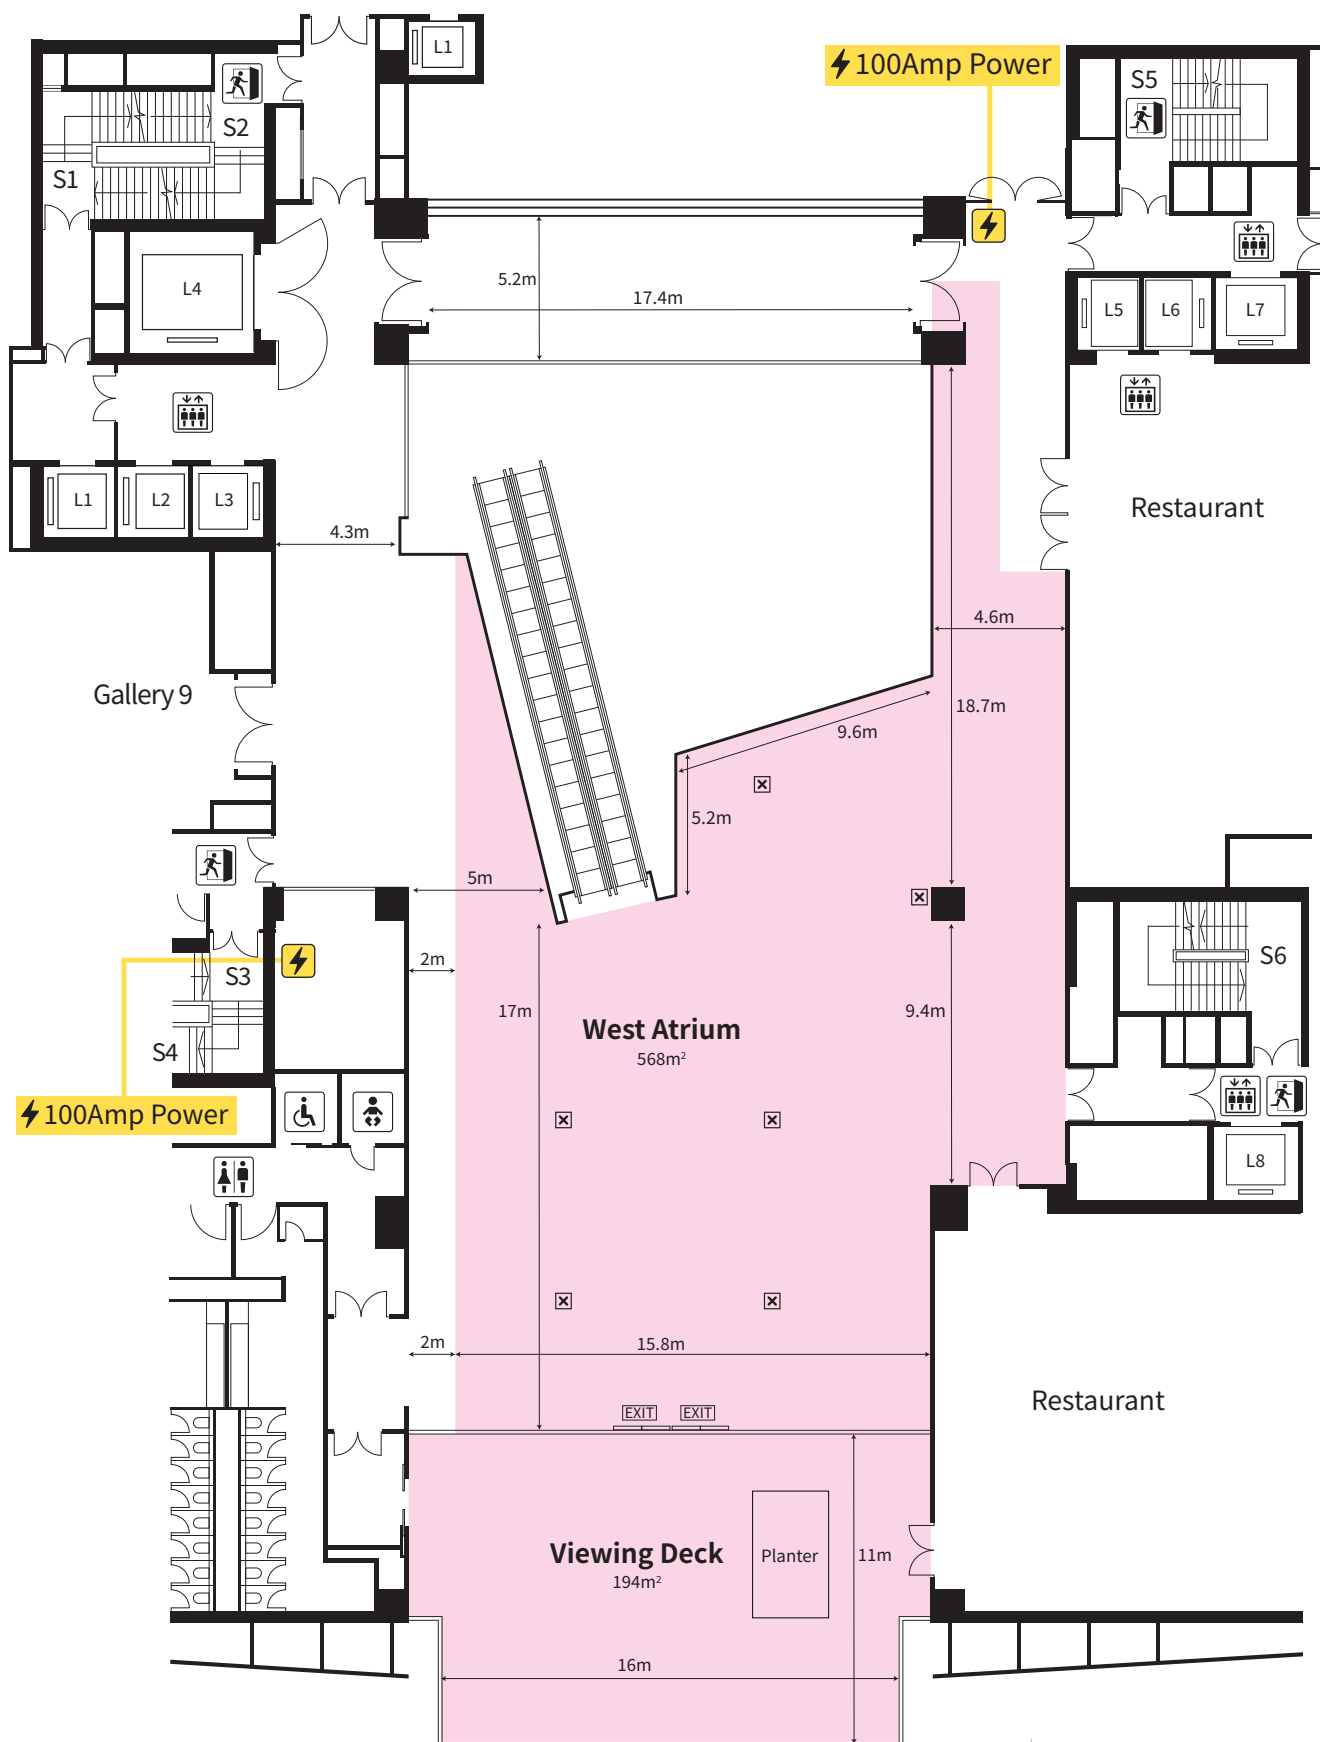 L1
100Amp Power
S5
S2
S1
L4
5.2m
17.4m
L5
L6
L7
L1
L2
L3
4.3m
Restaurant
4.6m
Gallery 9
18.7m
9.6m
5.2m
5m
2m
S3
S6
17m
9.4m
West Atrium
568m²
S4
100Amp Power
L8
2m
15.8m
Restaurant
EXIT
EXIT
Viewing Deck
194m²
Planter
11m
16m